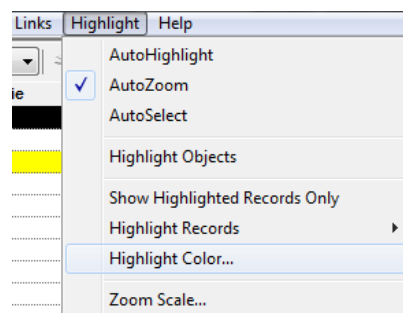 Links Highlight Help
AutoHighlight
ie
AutoZoom
AutoSelect
Highlight Objects
Show Highlighted Records Only
Highlight Records
Highlight Color...
Zoom Scale...